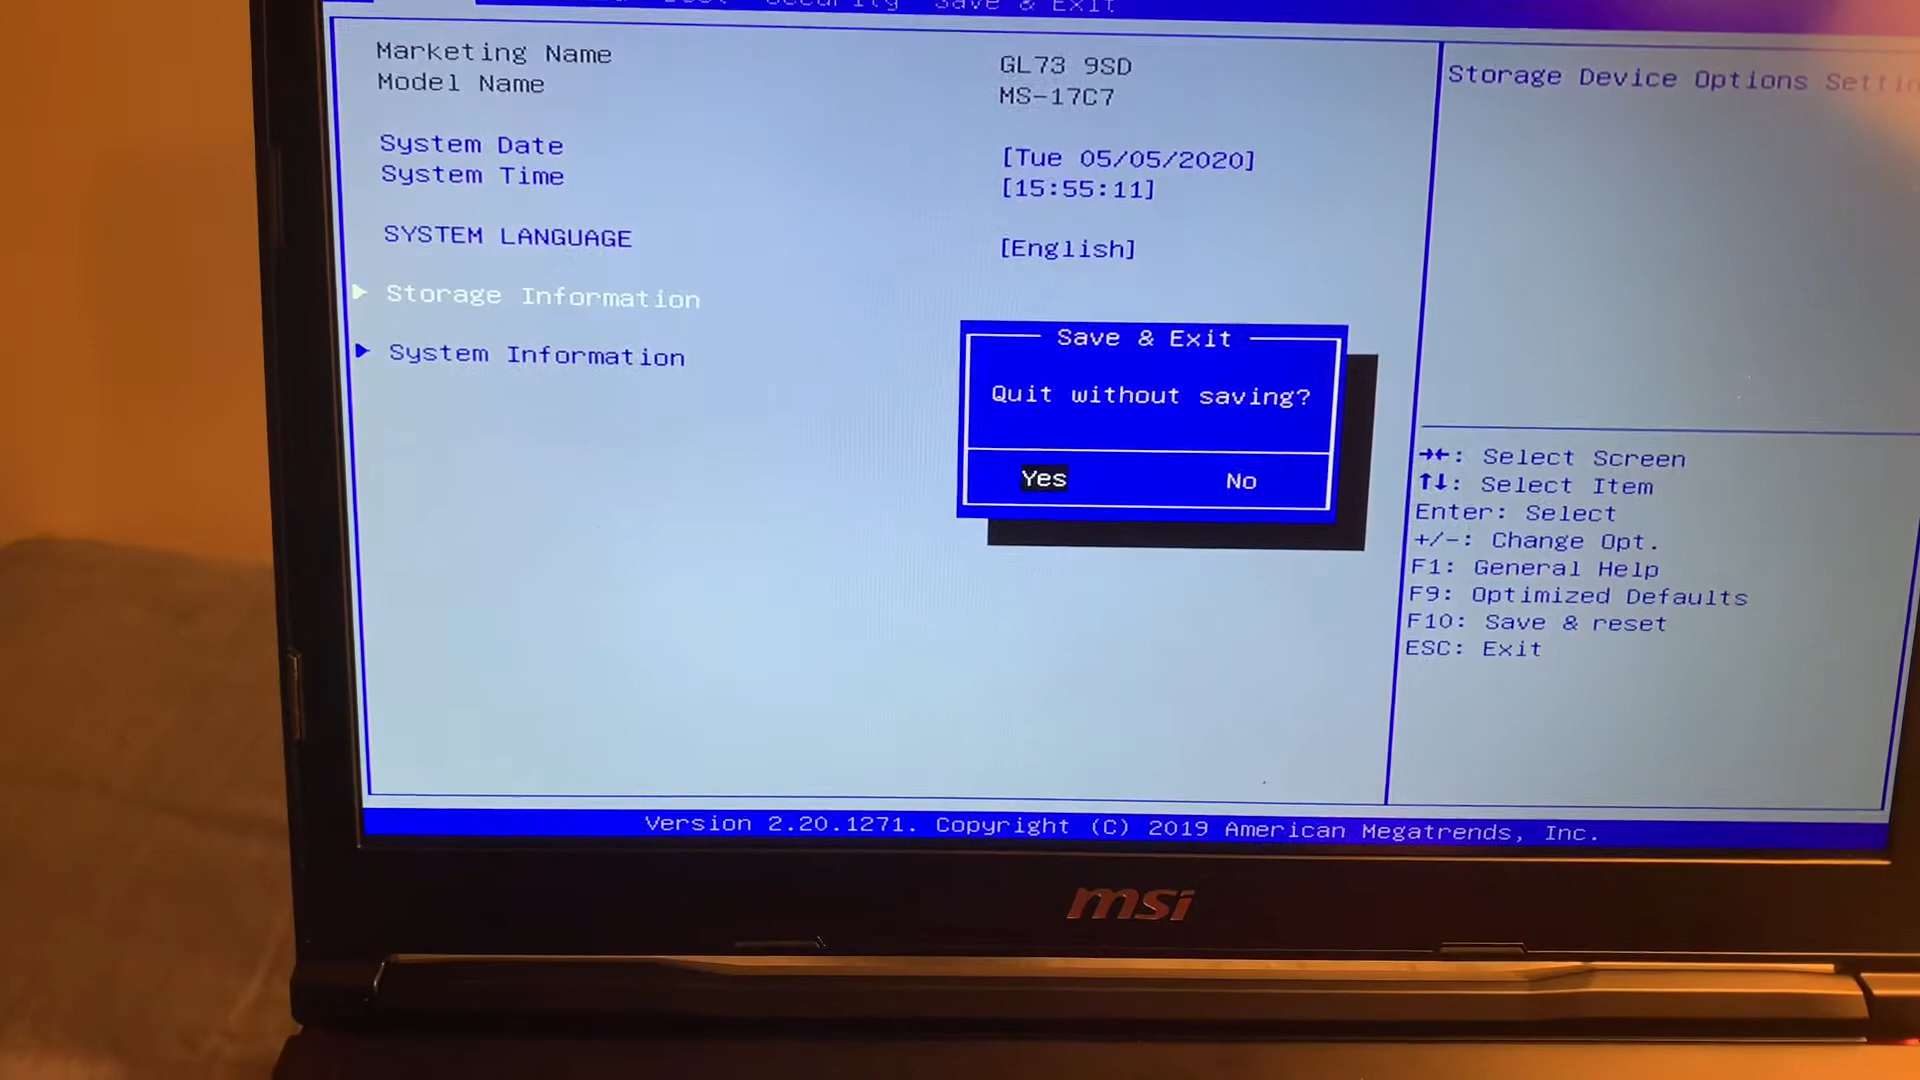 Security Save & Exit
Marketing Name GL73 9SD
Model Name MS-17C7
System Date [Tue 05/05/2020]
System Time [15:55:11]
SYSTEM LANGUAGE [English]
Storage Information
System Information
Save & Exit
Quit without saving?
Yes No
Storage Device Options
→←: Select Screen
↑↓: Select Item
Enter: Select
+/-: Change Opt.
F1: General Help
F9: Optimized Defaults
F10: Save & reset
ESC: Exit
Version 2.20.1271. Copyright (C) 2019 American Megatrends, Inc.
msi